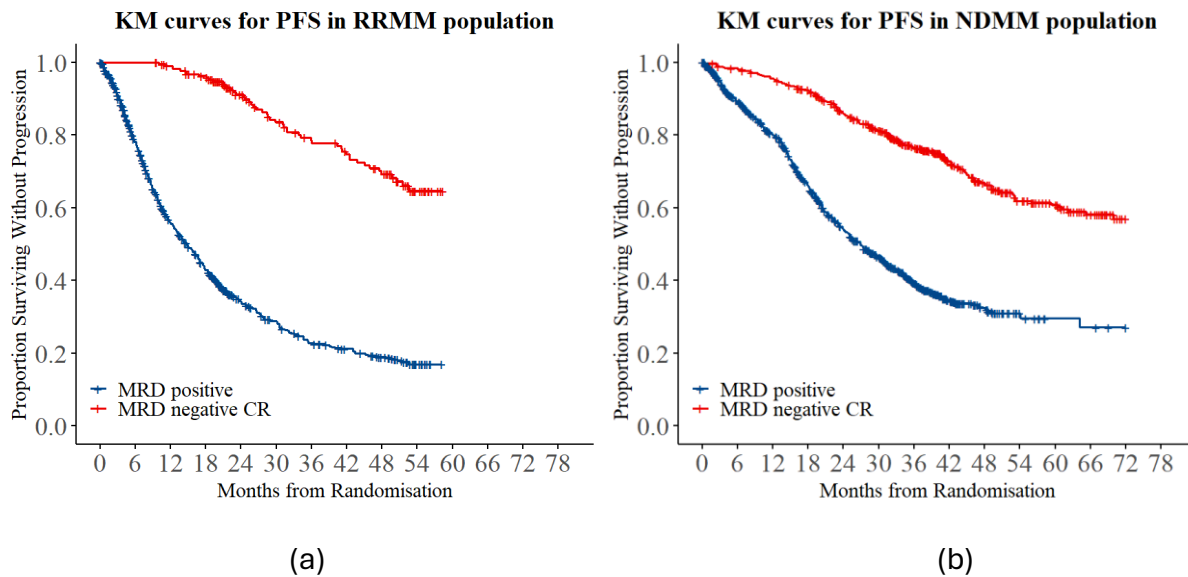 KM curves for PFS in RRMM population
Proportion Surviving Without Progression
1.0
0.8
0.6
0.4
0.2
0.0
MRD positive
MRD negative CR
0 6 12 18 24 30 36 42 48 54 60 66 72 78
Months from Randomisation
(a)
KM curves for PFS in NDMM population
Proportion Surviving Without Progression
1.0
0.8
0.6
0.4
0.2
0.0
MRD positive
MRD negative CR
0 6 12 18 24 30 36 42 48 54 60 66 72 78
Months from Randomisation
(b)